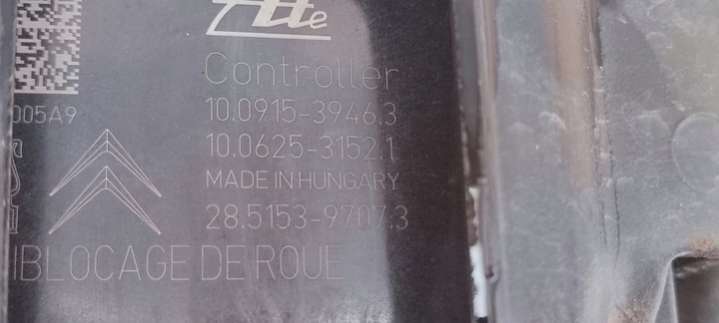 Ate
Controller
005A9
10.0915-3946.3
10.0625-3152.1
MADE IN HUNGARY
28.5153-9707.3
IBLOCAGE DE ROUE